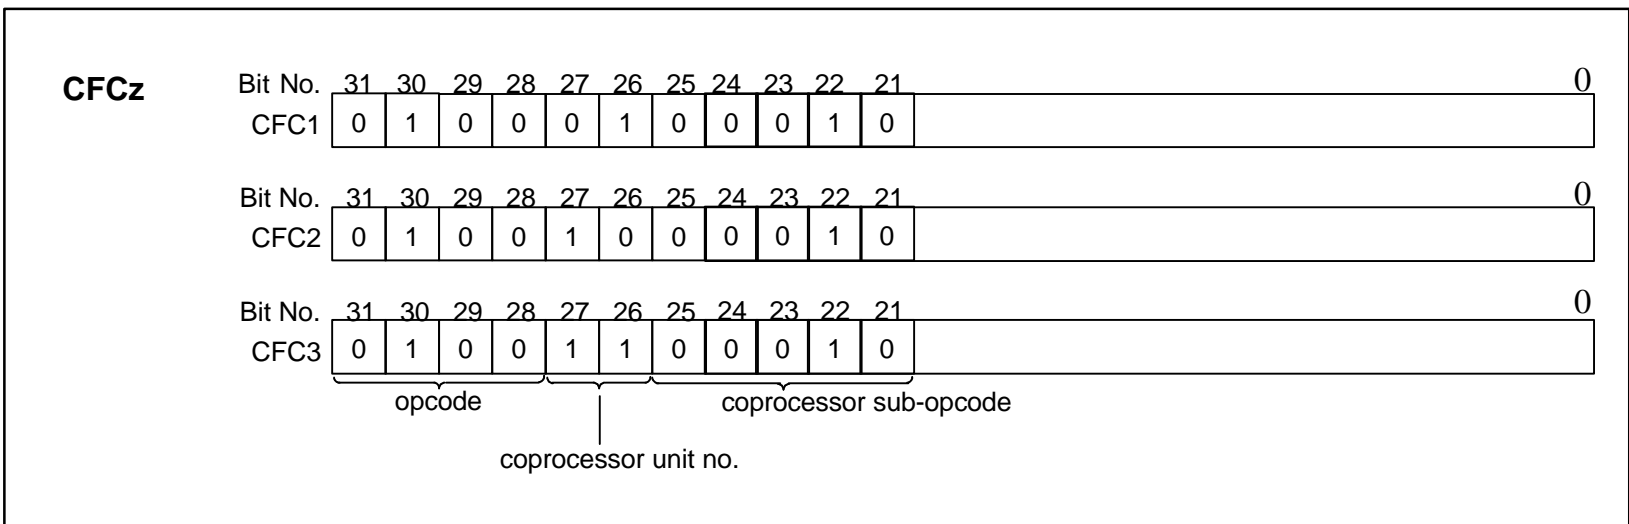 CFCz
Bit No. 31 30 29 28 27 26 25 24 23 22 21 0
CFC1 0 1 0 0 0 1 0 0 0 1 0
Bit No. 31 30 29 28 27 26 25 24 23 22 21 0
CFC2 0 1 0 0 1 0 0 0 0 1 0
Bit No. 31 30 29 28 27 26 25 24 23 22 21 0
CFC3 0 1 0 0 1 1 0 0 0 1 0
opcode coprocessor sub-opcode
coprocessor unit no.